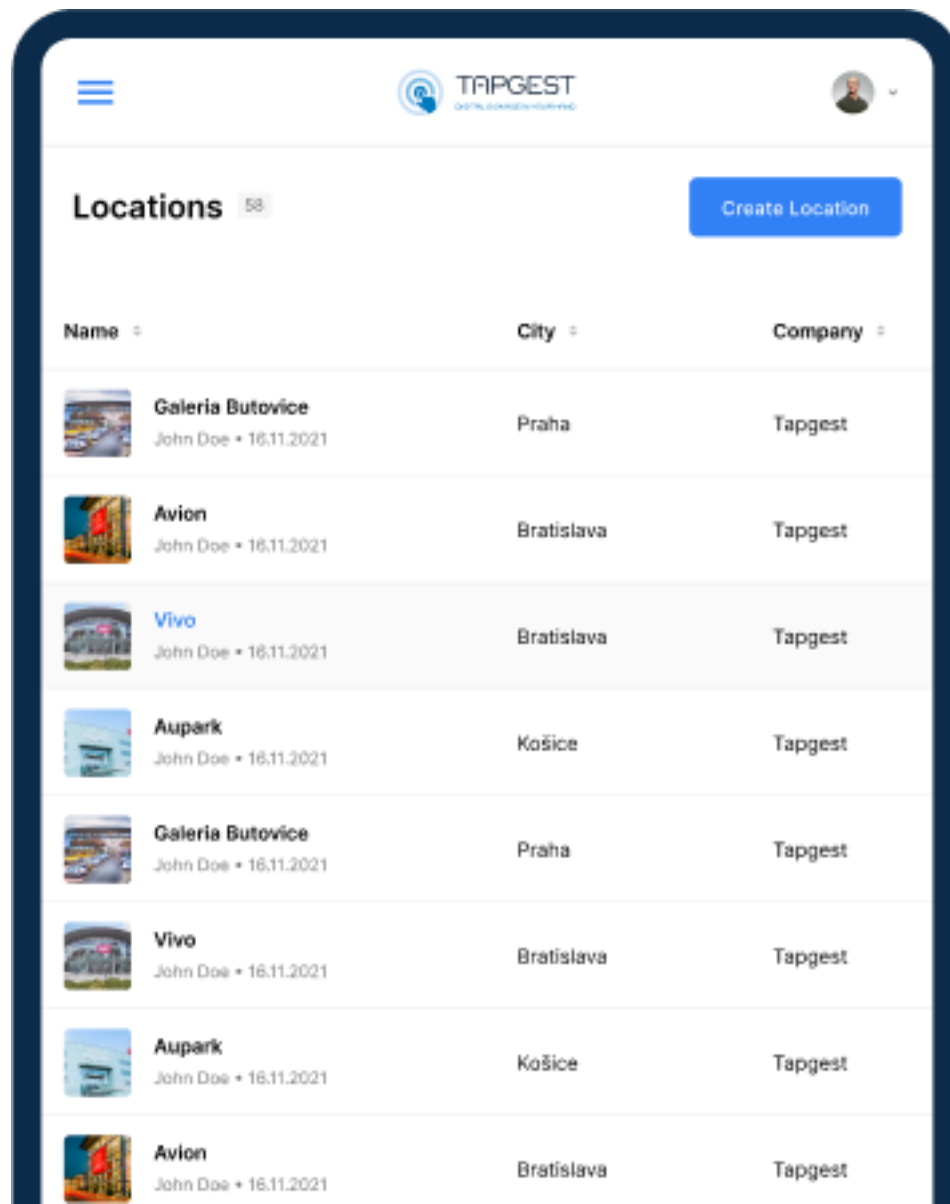 TAPGEST
Locations 58
Create Location
Name City Company
Galeria Butovice
John Doe • 16.11.2021
Praha Tapgest
Avion
John Doe • 16.11.2021
Bratislava Tapgest
Vivo
John Doe • 16.11.2021
Bratislava Tapgest
Aupark
John Doe • 16.11.2021
Košice Tapgest
Galeria Butovice
John Doe • 16.11.2021
Praha Tapgest
Vivo
John Doe • 16.11.2021
Bratislava Tapgest
Aupark
John Doe • 16.11.2021
Košice Tapgest
Avion
John Doe • 16.11.2021
Bratislava Tapgest